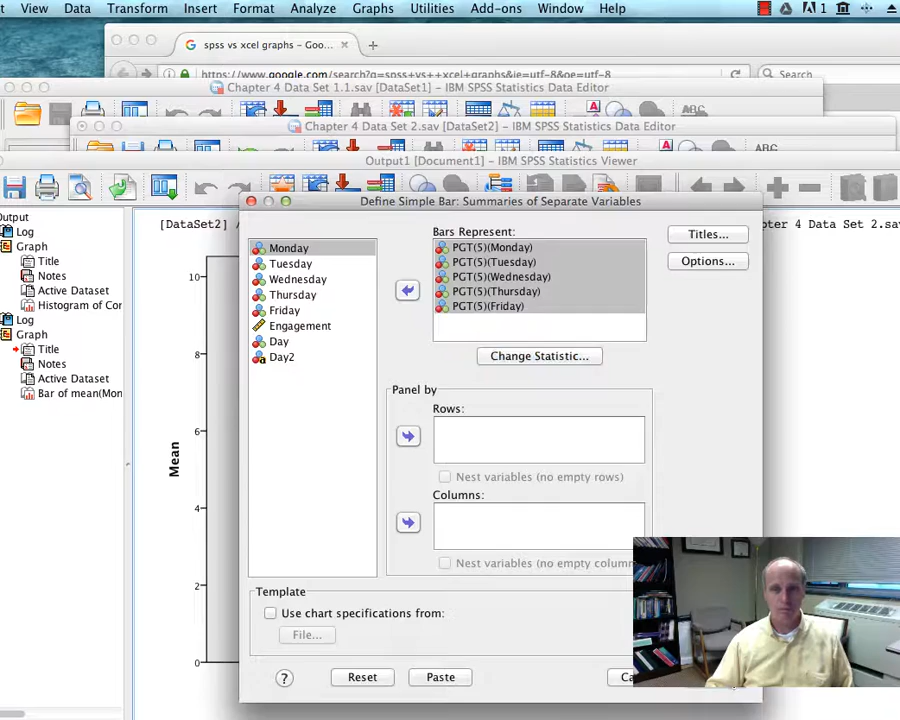 View Data Transform Insert Format Analyze Graphs Utilities Add-ons Window Help 1
spss vs xcel graphs – Goo...
https://www.google.com/search?q=spss+vs++xcel+graphs&ie=utf-8&oe=utf-8
Search
Chapter 4 Data Set 1.1.sav [DataSet1] – IBM SPSS Statistics Data Editor
Chapter 4 Data Set 2.sav [DataSet2] – IBM SPSS Statistics Data Editor
Output1 [Document1] – IBM SPSS Statistics Viewer
Define Simple Bar: Summaries of Separate Variables
Output
Log
Graph
Title
Notes
Active Dataset
Histogram of Co
Log
Graph
Title
Notes
Active Dataset
Bar of mean(Mon
[DataSet2] /
pter 4 Data Set 2.sav
10
8
6
4
2
0
Mean
Monday
Tuesday
Wednesday
Thursday
Friday
Engagement
Day
Day2
Bars Represent:
PGT(5)(Monday)
PGT(5)(Tuesday)
PGT(5)(Wednesday)
PGT(5)(Thursday)
PGT(5)(Friday)
Change Statistic...
Titles...
Options...
Panel by
Rows:
Nest variables (no empty rows)
Columns:
Nest variables (no empty column
Template
Use chart specifications from:
File...
?
Reset
Paste
Ca